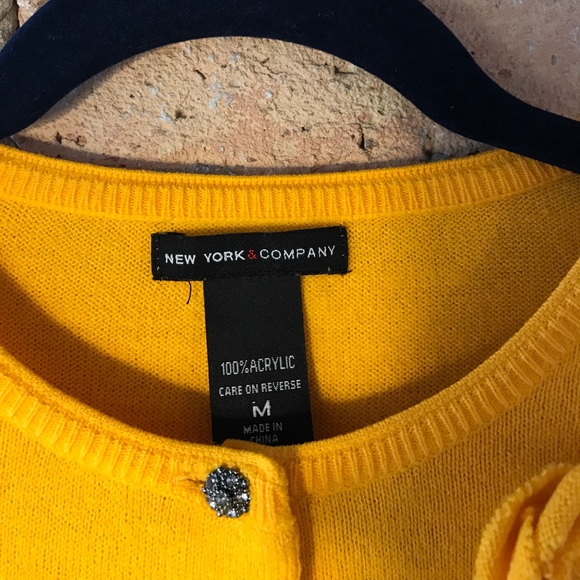 NEW YORK & COMPANY
100% ACRYLIC
CARE ON REVERSE
M
MADE IN
CHINA